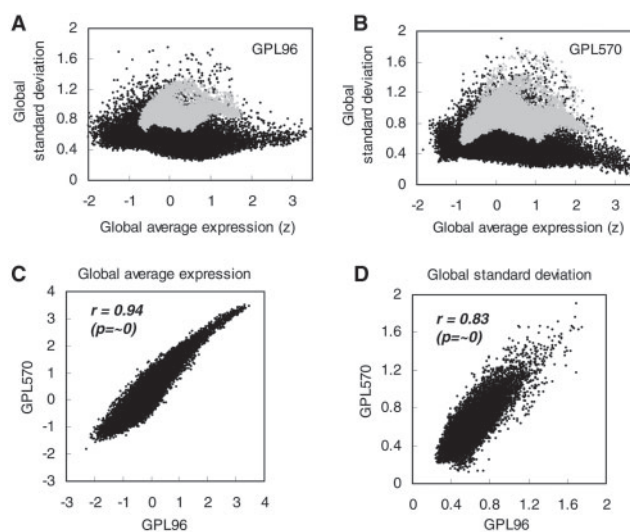 A
GPL96
Global
standard deviation
2
1.6
1.2
0.8
0.4
0
-2 -1 0 1 2 3
Global average expression (z)
B
GPL570
Global
standard deviation
2
1.6
1.2
0.8
0.4
0
-2 -1 0 1 2 3
Global average expression (z)
C
Global average expression
r = 0.94
(p=~0)
GPL570
4
3
2
1
0
-1
-2
-3
-3 -2 -1 0 1 2 3 4
GPL96
D
Global standard deviation
r = 0.83
(p=~0)
GPL570
2
1.6
1.2
0.8
0.4
0
0 0.4 0.8 1.2 1.6 2
GPL96